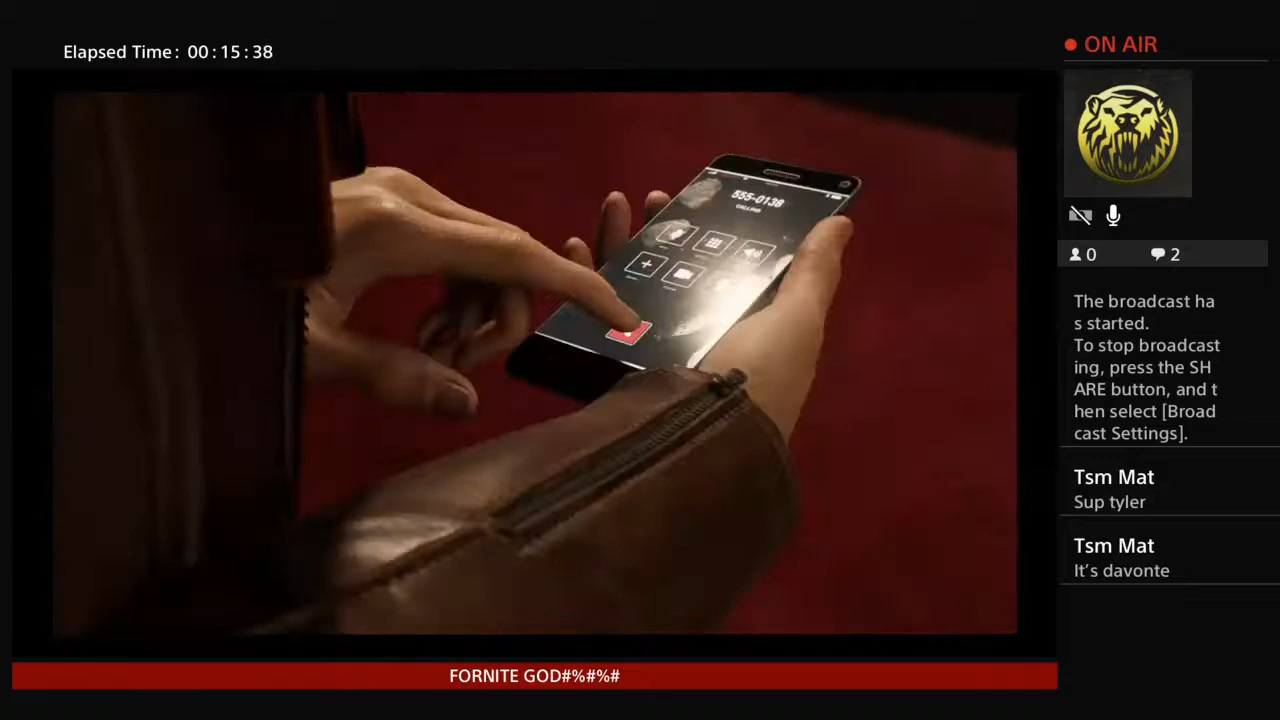 Elapsed Time: 00:15:38
ON AIR
555-0138
CALLING
0
2
The broadcast ha
s started.
To stop broadcast
ing, press the SH
ARE button, and t
hen select [Broad
cast Settings].
Tsm Mat
Sup tyler
Tsm Mat
It's davonte
FORNITE GOD#%#%#